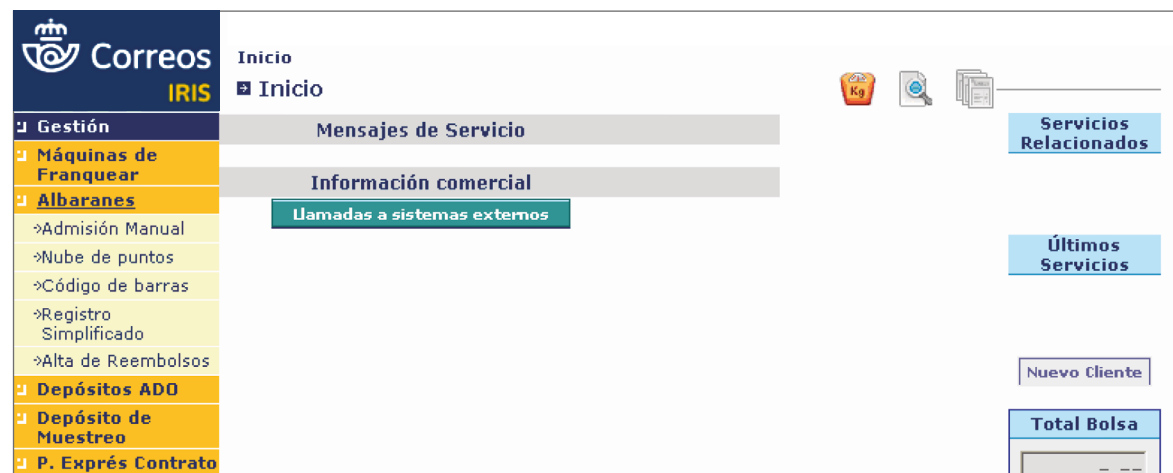 Correos
IRIS
Inicio
Inicio
Kg
Gestión
Máquinas de
Franquear
Albaranes
Admisión Manual
Nube de puntos
Código de barras
Registro
Simplificado
Alta de Reembolsos
Depósitos ADO
Depósito de
Muestreo
P. Exprés Contrato
Mensajes de Servicio
Información comercial
Llamadas a sistemas externos
Servicios
Relacionados
Últimos
Servicios
Nuevo Cliente
Total Bolsa
_ __